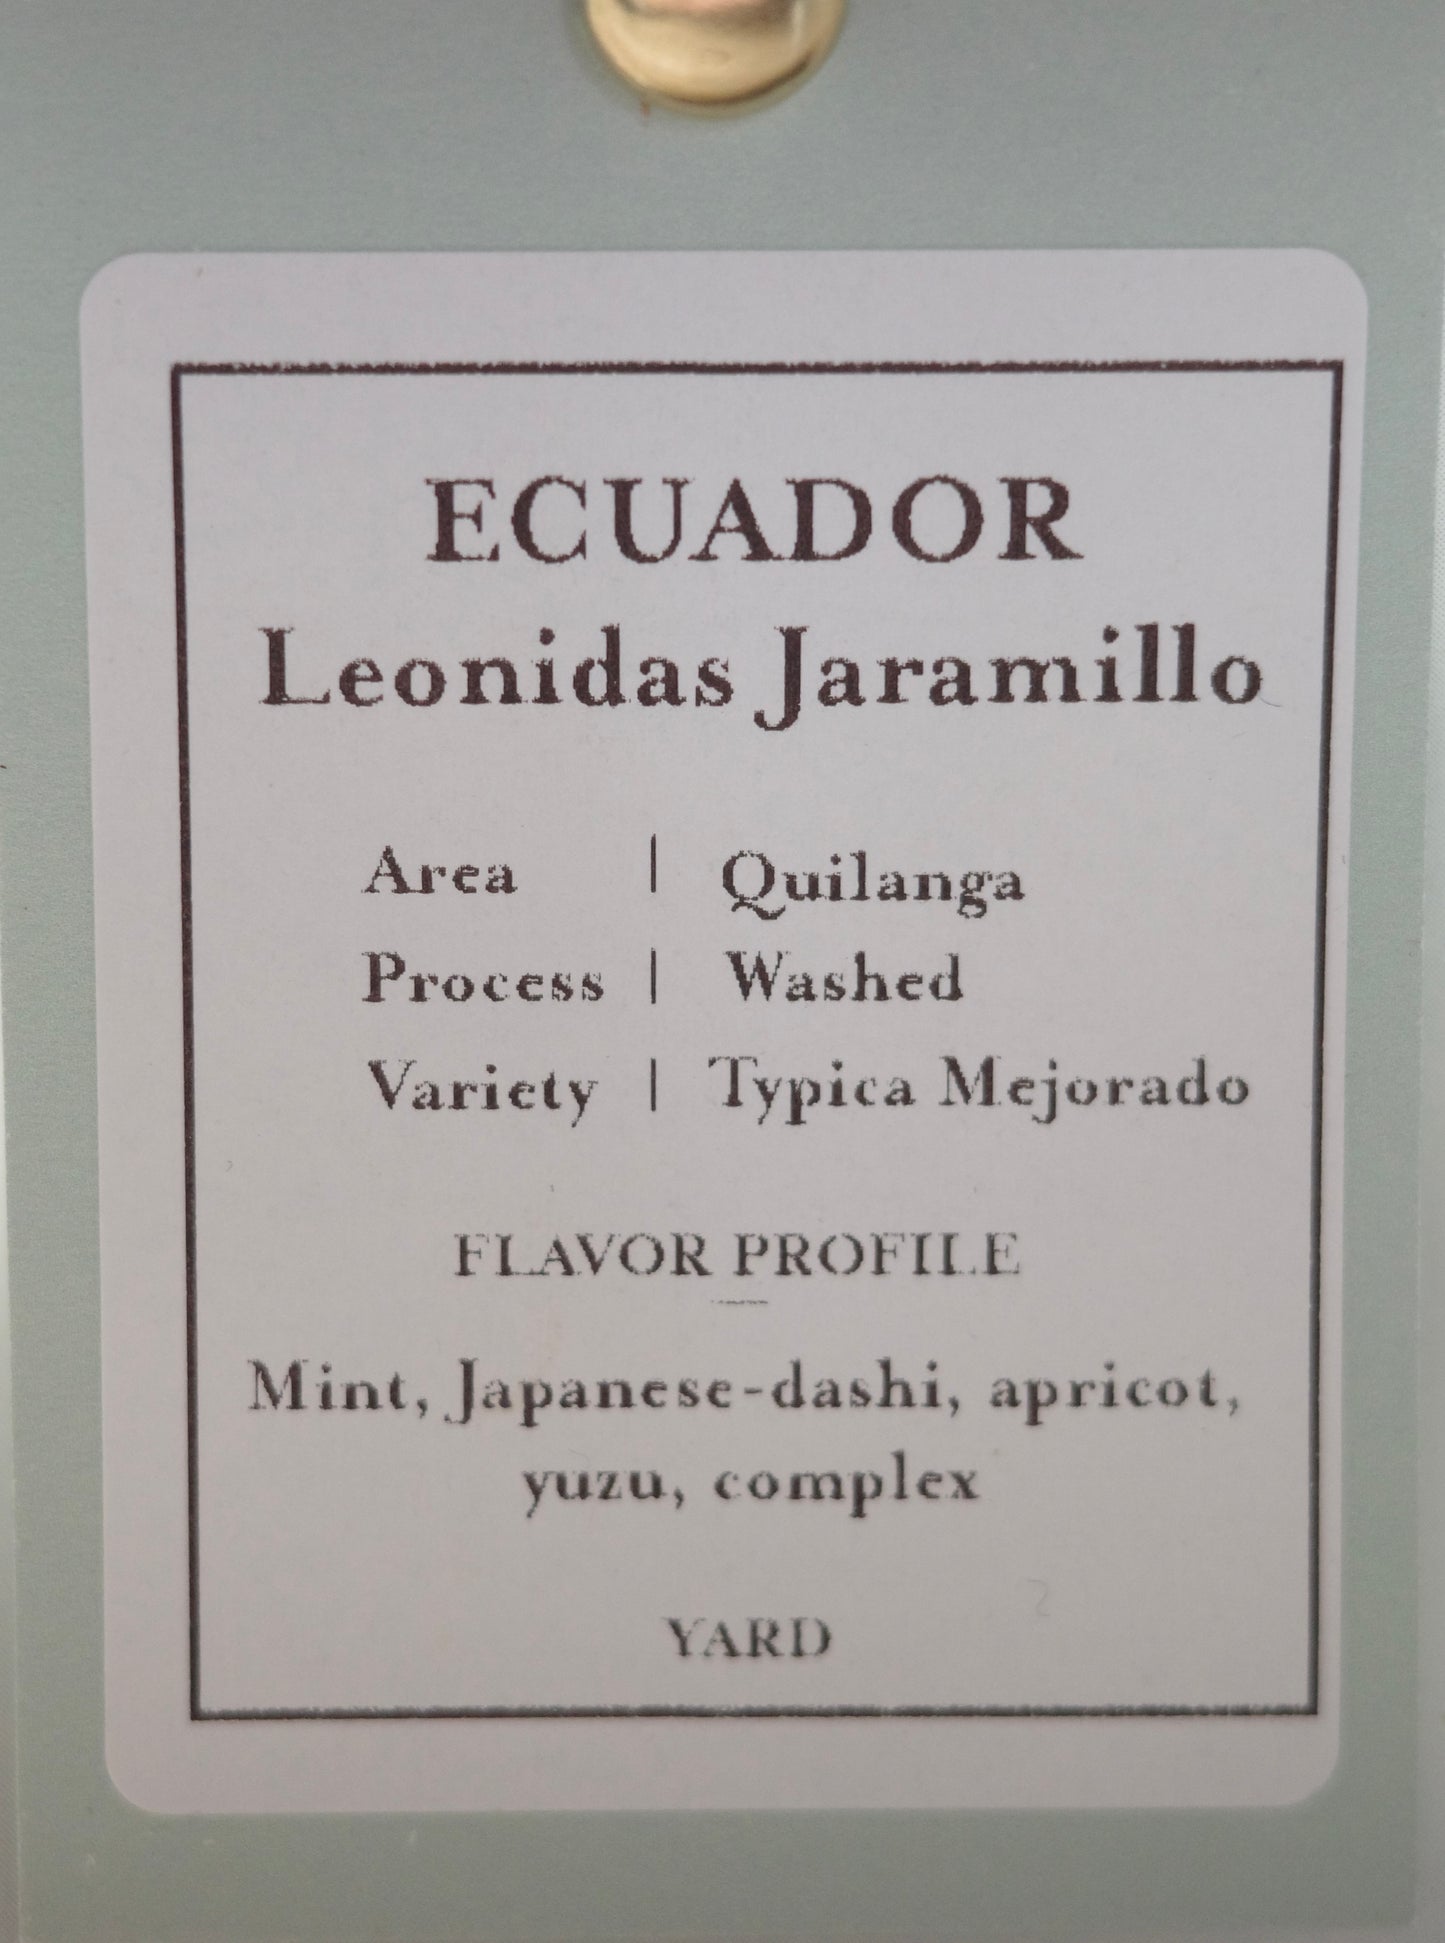 ECUADOR
Leonidas Jaramillo
Area | Quilanga
Process | Washed
Variety | Typica Mejorado
FLAVOR PROFILE
Mint, Japanese-dashi, apricot,
yuzu, complex
YARD